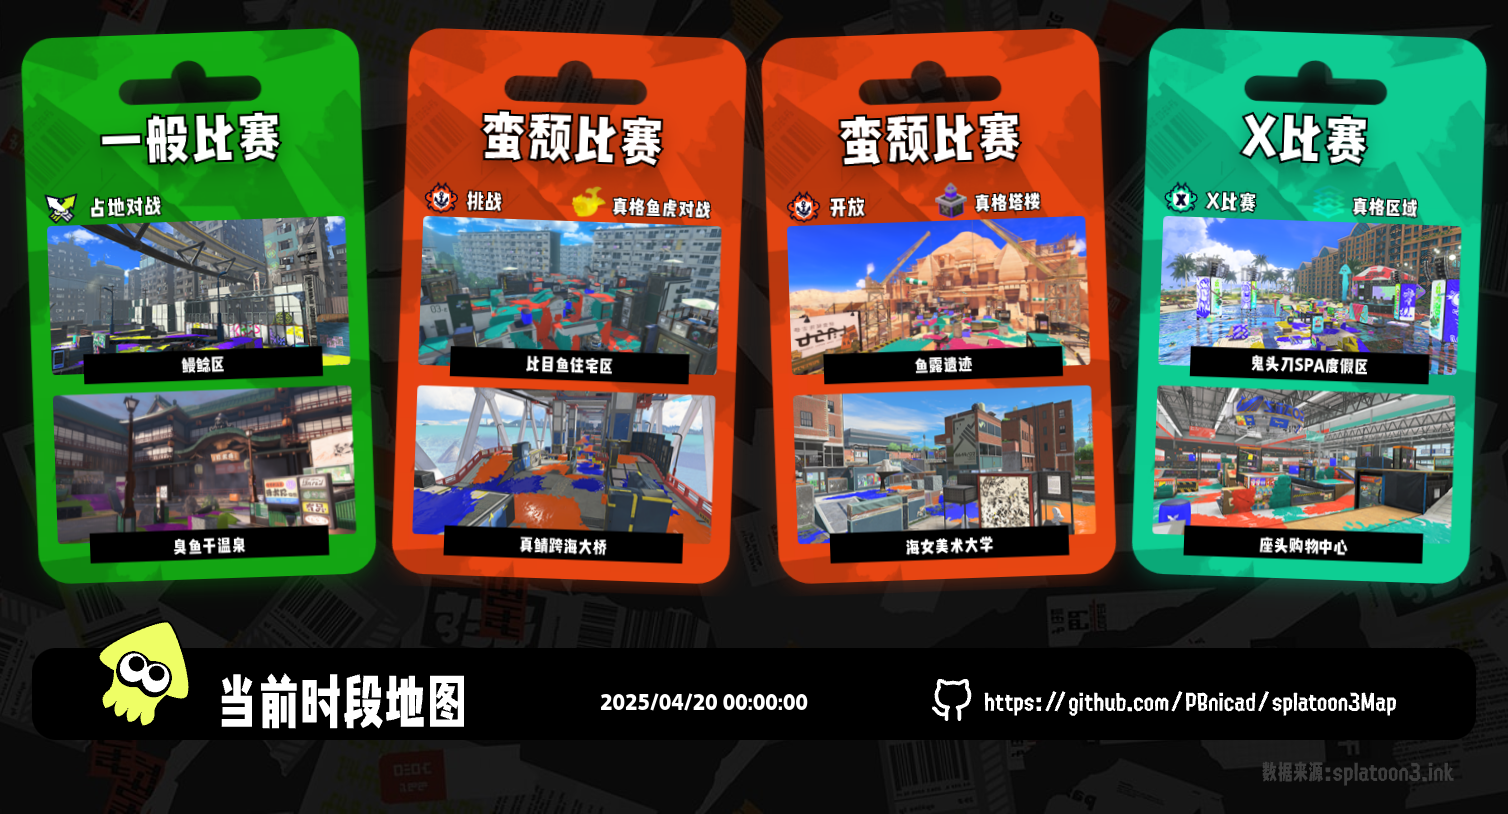 一般比赛
占地对战
鳗鲶区
臭鱼干温泉
蛮颓比赛
挑战
真格鱼虎对战
比目鱼住宅区
真鲷跨海大桥
蛮颓比赛
开放
真格塔楼
鱼露遗迹
海女美术大学
X比赛
X比赛
真格区域
鬼头刀SPA度假区
座头购物中心
当前时段地图
2025/04/20 00:00:00
https://github.com/PBnicad/splatoon3Map
数据来源:splatoon3.ink